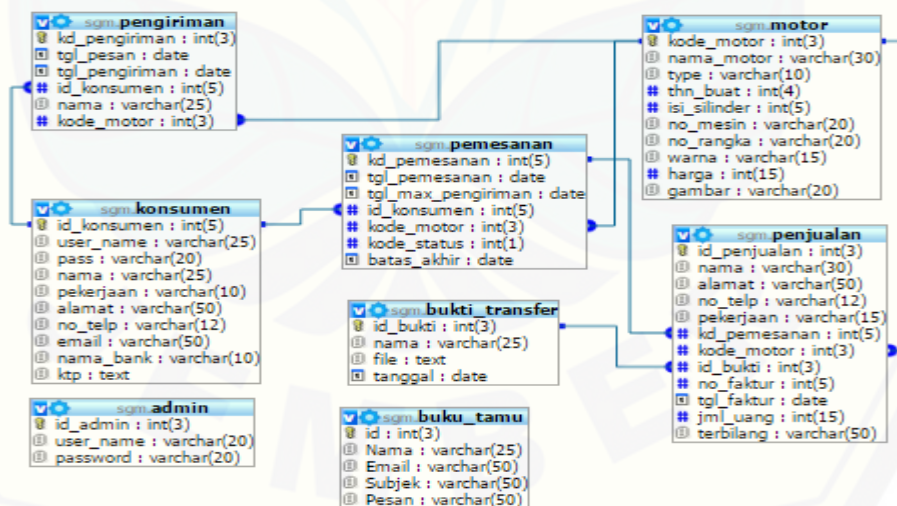 sgm.pengiriman
kd_pengiriman : int(3)
tgl_pesan : date
tgl_pengiriman : date
id_konsumen : int(5)
nama : varchar(25)
kode_motor : int(3)
sgm.motor
kode_motor : int(3)
nama_motor : varchar(30)
type : varchar(10)
thn_buat : int(4)
isi_silinder : int(5)
no_mesin : varchar(20)
no_rangka : varchar(20)
warna : varchar(15)
harga : int(15)
gambar : varchar(20)
sgm.pemesanan
kd_pemesanan : int(5)
tgl_pemesanan : date
tgl_max_pengiriman : date
id_konsumen : int(5)
kode_motor : int(3)
kode_status : int(1)
batas_akhir : date
sgm.konsumen
id_konsumen : int(5)
user_name : varchar(25)
pass : varchar(20)
nama : varchar(25)
pekerjaan : varchar(10)
alamat : varchar(50)
no_telp : varchar(12)
email : varchar(50)
nama_bank : varchar(10)
ktp : text
sgm.penjualan
id_penjualan : int(3)
nama : varchar(30)
alamat : varchar(50)
no_telp : varchar(12)
pekerjaan : varchar(15)
kd_pemesanan : int(5)
kode_motor : int(3)
id_bukti : int(3)
no_faktur : int(5)
tgl_faktur : date
jml_uang : int(15)
terbilang : varchar(50)
sgm.bukti_transfer
id_bukti : int(3)
nama : varchar(25)
file : text
tanggal : date
sgm.admin
id_admin : int(3)
user_name : varchar(20)
password : varchar(20)
sgm.buku_tamu
id : int(3)
Nama : varchar(25)
Email : varchar(50)
Subjek : varchar(50)
Pesan : varchar(50)